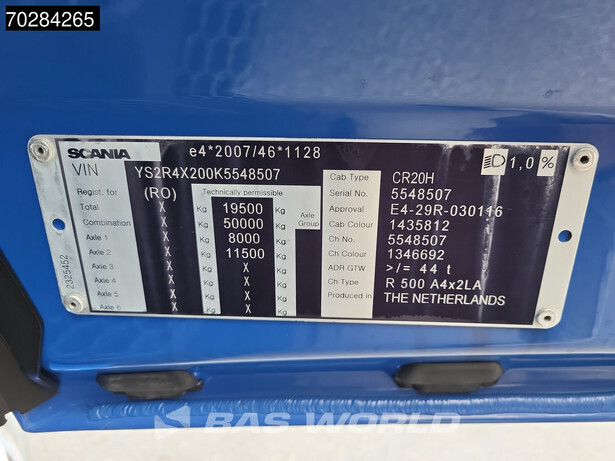 70284265
SCANIA e4*2007/46*1128 1,0 %
VIN YS2R4X200K5548507 Cab Type CR20H
Regist. for (RO) Technically permissible Serial No. 5548507
Total X Kg 19500 Kg Axle Group Approval E4-29R-030116
Combination X Kg 50000 Kg Cab Colour 1435812
Axle 1 X Kg 8000 Kg Ch No. 5548507
Axle 2 X Kg 11500 Kg Ch Colour 1346692
Axle 3 X Kg X Kg ADR GTW >/= 44 t
Axle 4 X Kg X Kg Ch Type R 500 A4x2LA
Axle 5 X Kg X Kg Produced in THE NETHERLANDS
Axle 6 X Kg X Kg
2325452
BAS WORLD